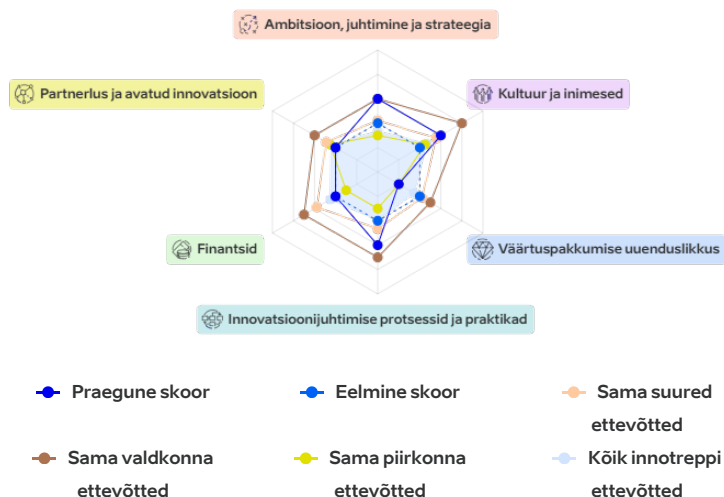 Ambitsioon, juhtimine ja strateegia
Partnerlus ja avatud innovatsioon
Kultuur ja inimesed
Finantsid
Väärtuspakkumise uuenduslikkus
Innovatsioonijuhtimise protsessid ja praktikad
Praegune skoor
Eelmine skoor
Sama suured
ettevõtted
Sama valdkonna
ettevõtted
Sama piirkonna
ettevõtted
Kõik innotreppi
ettevõtted